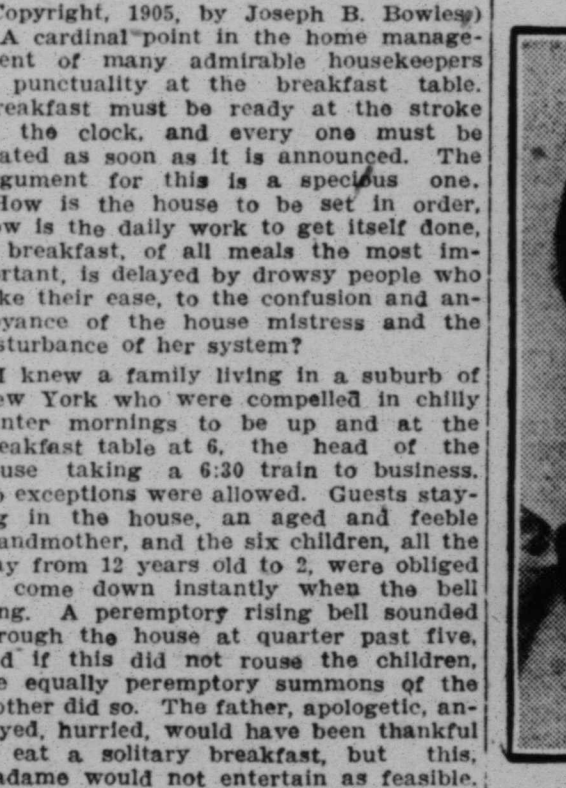 opyright, 1905, by Joseph B. Bowles.)
A cardinal point in the home manage-
ent of many admirable housekeepers
punctuality at the breakfast table.
reakfast must be ready at the stroke
the clock, and every one must be
ated as soon as it is announced. The
gument for this is a specious one.
How is the house to be set in order,
ow is the daily work to get itself done,
breakfast, of all meals the most im-
ortant, is delayed by drowsy people who
ke their ease, to the confusion and an-
yance of the house mistress and the
sturbance of her system?
I knew a family living in a suburb of
ew York who were compelled in chilly
nter mornings to be up and at the
eakfast table at 6, the head of the
use taking a 6:30 train to business.
o exceptions were allowed. Guests stay-
g in the house, an aged and feeble
andmother, and the six children, all the
ay from 12 years old to 2, were obliged
come down instantly when the bell
ng. A peremptory rising bell sounded
rough the house at quarter past five,
d if this did not rouse the children,
e equally peremptory summons of the
other did so. The father, apologetic, an-
yed, hurried, would have been thankful
eat a solitary breakfast, but this,
adame would not entertain as feasible.